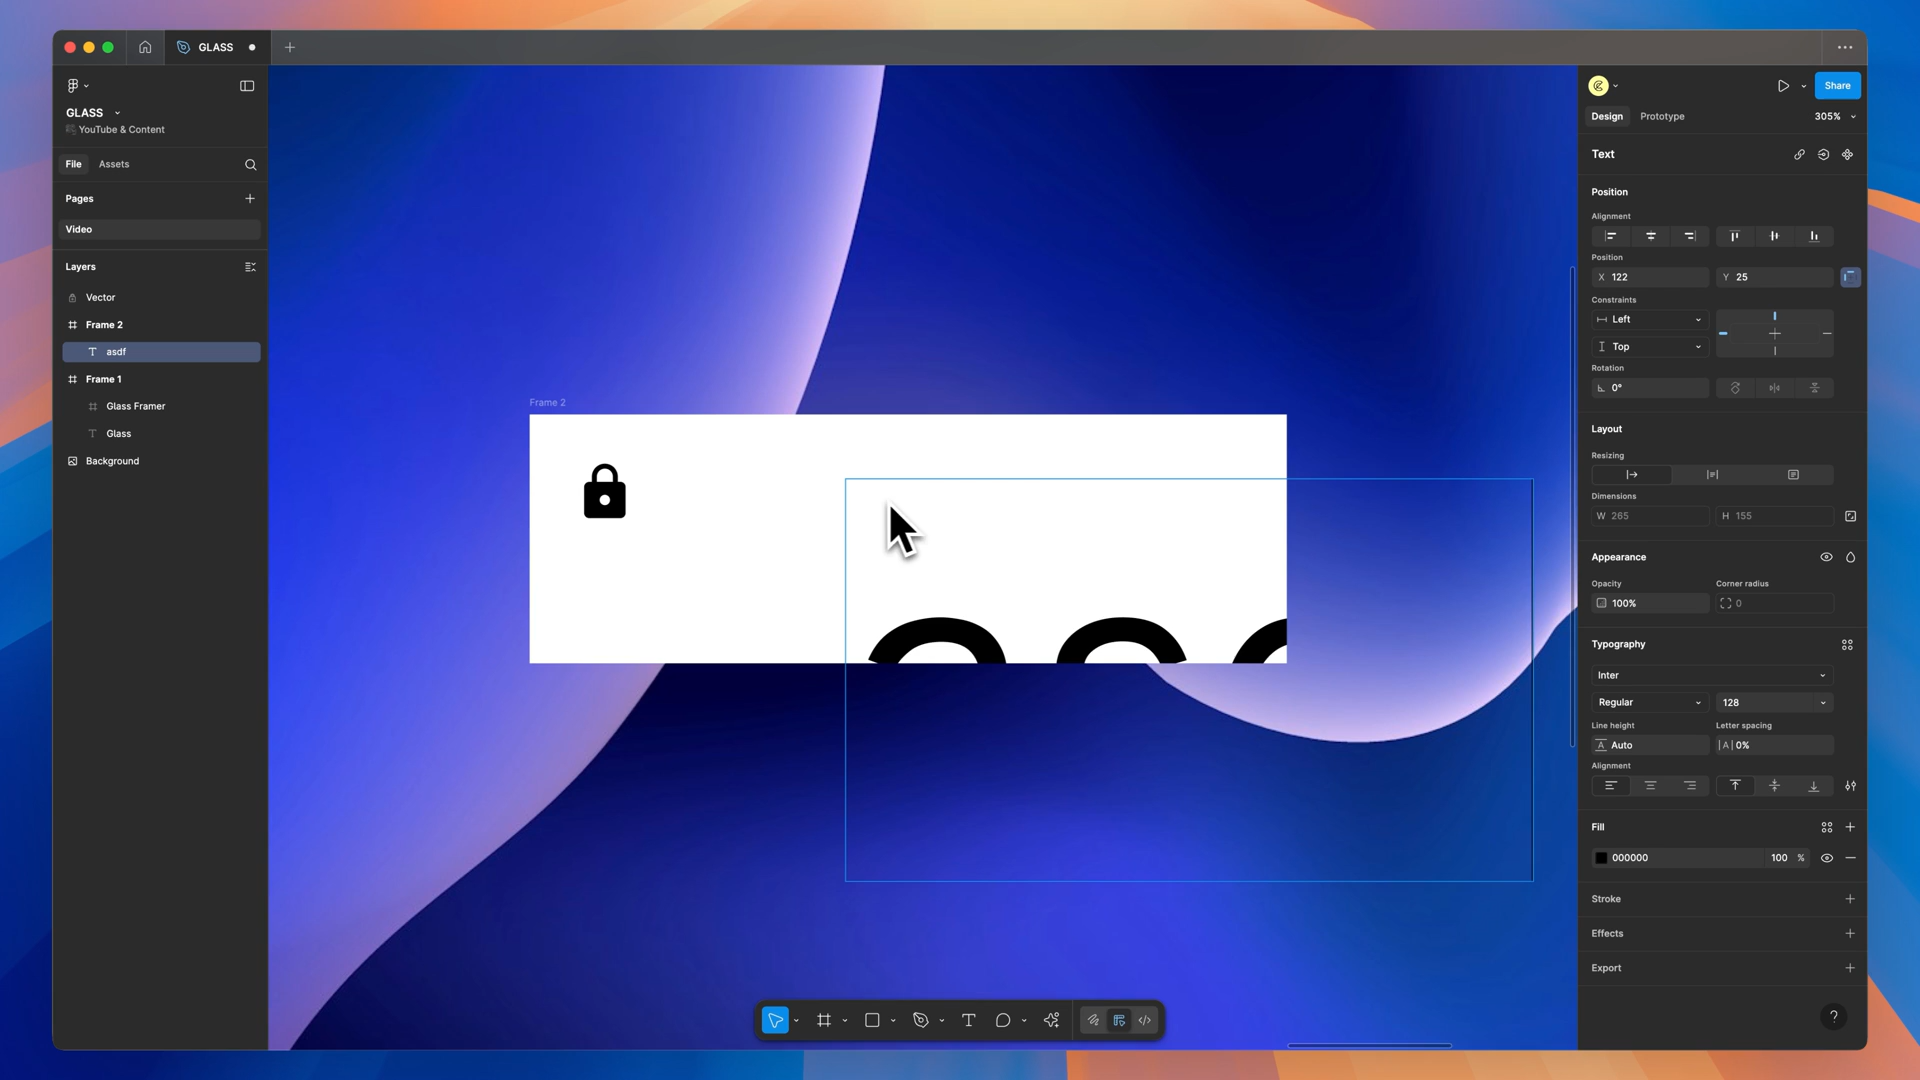 GLASS
GLASS
YouTube & Content
File
Assets
Pages
Video
Layers
Vector
Frame 2
asdf
Frame 1
Glass Framer
Glass
Background
Frame 2
Share
Design
Prototype
305%
Text
Position
Alignment
Position
X 122
Y 25
Constraints
Left
Top
Rotation
0°
Layout
Resizing
Dimensions
W 265
H 155
Appearance
Opacity
Corner radius
100%
0
Typography
Inter
Regular
128
Line height
Letter spacing
Auto
|A| 0%
Alignment
Fill
000000
100 %
Stroke
Effects
Export
?